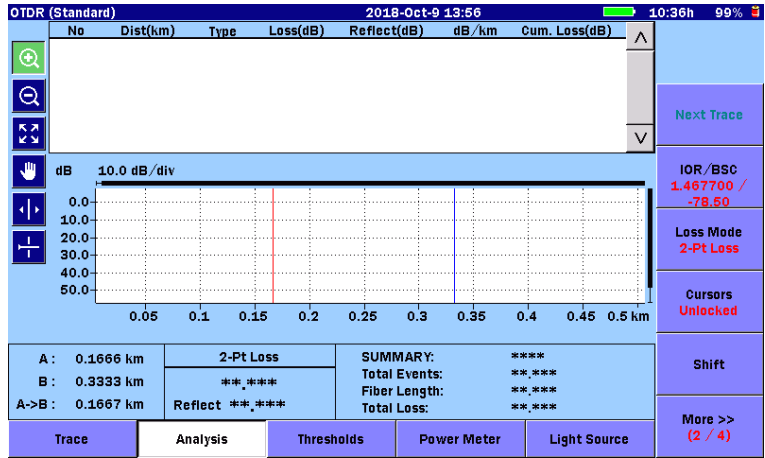 OTDR (Standard) 2018-Oct-9 13:56 10:36h 99%
No Dist(km) Type Loss(dB) Reflect(dB) dB/km Cum. Loss(dB)
Next Trace
dB 10.0 dB/div
IOR/BSC
1.467700 /
-78.50
0.0
10.0
20.0
30.0
40.0
50.0
Loss Mode
2-Pt Loss
Cursors
Unlocked
0.05 0.1 0.15 0.2 0.25 0.3 0.35 0.4 0.45 0.5 km
A: 0.1666 km
B: 0.3333 km
A->B: 0.1667 km
2-Pt Loss
**.***
Reflect **.***
SUMMARY: ****
Total Events: **.***
Fiber Length: **.***
Total Loss: **.***
Shift
More >>
(2 / 4)
Trace Analysis Thresholds Power Meter Light Source